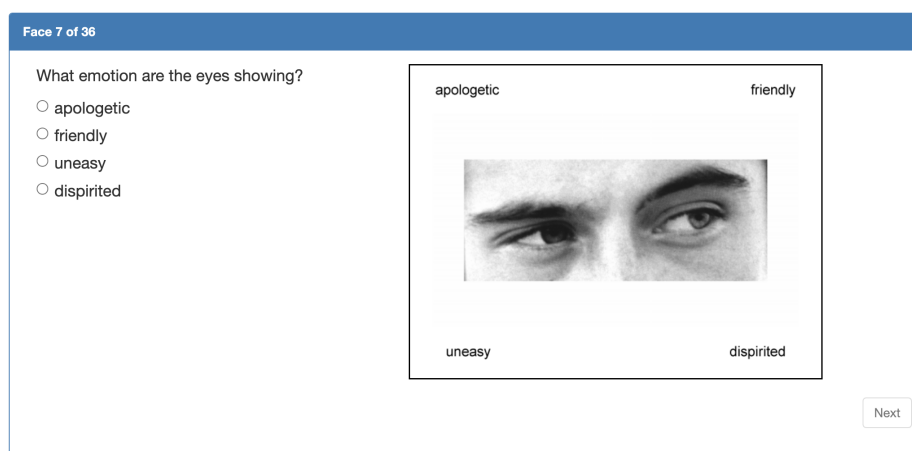 Face 7 of 36
What emotion are the eyes showing?
apologetic
friendly
uneasy
dispirited
apologetic friendly
uneasy dispirited
Next